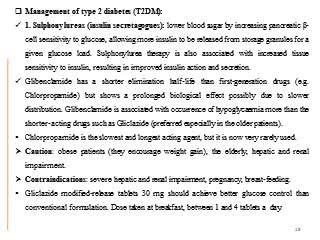 ❑ Management of type 2 diabetes (T2DM):
✓ 1. Sulphonylureas (insulin secretagogues): lower blood sugar by increasing pancreatic β-
cell sensitivity to glucose, allowing more insulin to be released from storage granules for a
given glucose load. Sulphonylurea therapy is also associated with increased tissue
sensitivity to insulin, resulting in improved insulin action and secretion.
✓ Glibenclamide has a shorter elimination half-life than first-generation drugs (e.g.
Chlorpropamide) but shows a prolonged biological effect possibly due to slower
distribution. Glibenclamide is associated with occurrence of hypoglycaemia more than the
shorter-acting drugs such as Gliclazide (preferred especially in the older patients).
• Chlorpropamide is the slowest and longest acting agent, but it is now very rarely used.
➢ Caution: obese patients (they encourage weight gain), the elderly, hepatic and renal
impairment.
➢ Contraindications: severe hepatic and renal impairment, pregnancy, breast-feeding.
• Gliclazide modified-release tablets 30 mg should achieve better glucose control than
conventional formulation. Dose taken at breakfast, between 1 and 4 tablets a day